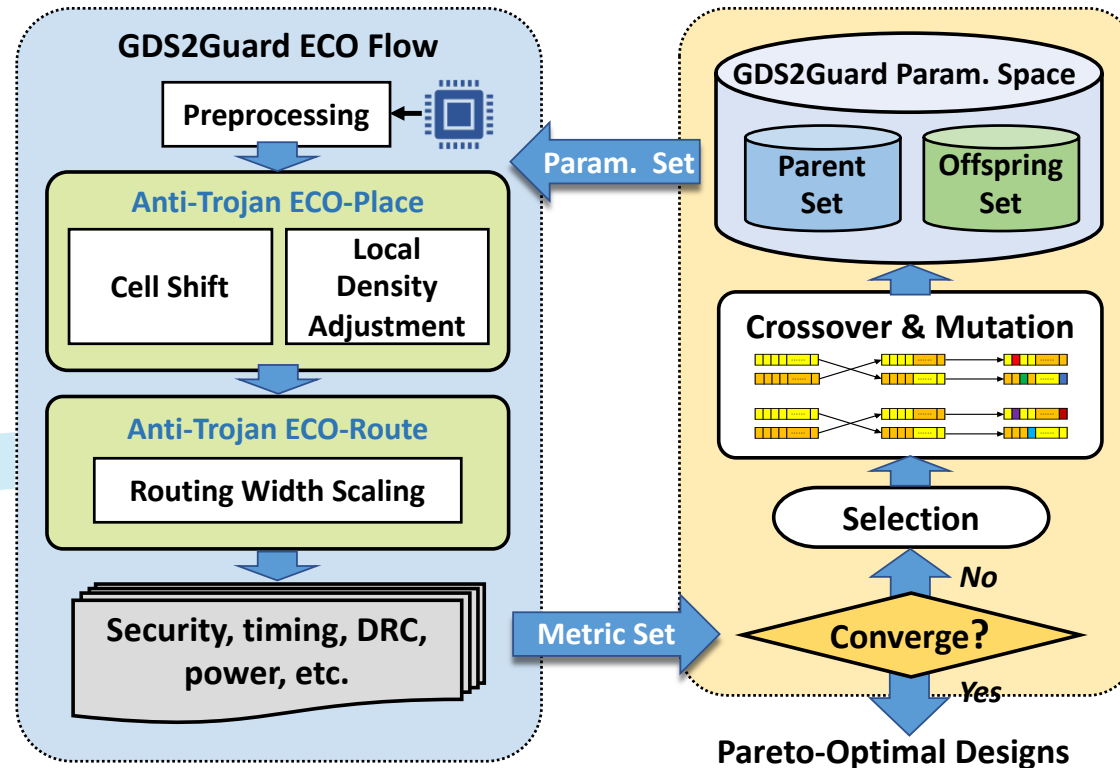 GDS2Guard ECO Flow
Preprocessing
Anti-Trojan ECO-Place
Cell Shift
Local
Density
Adjustment
Anti-Trojan ECO-Route
Routing Width Scaling
Security, timing, DRC,
power, etc.
Param. Set
Metric Set
GDS2Guard Param. Space
Parent
Set
Offspring
Set
Crossover & Mutation
Selection
No
Converge?
Yes
Pareto-Optimal Designs